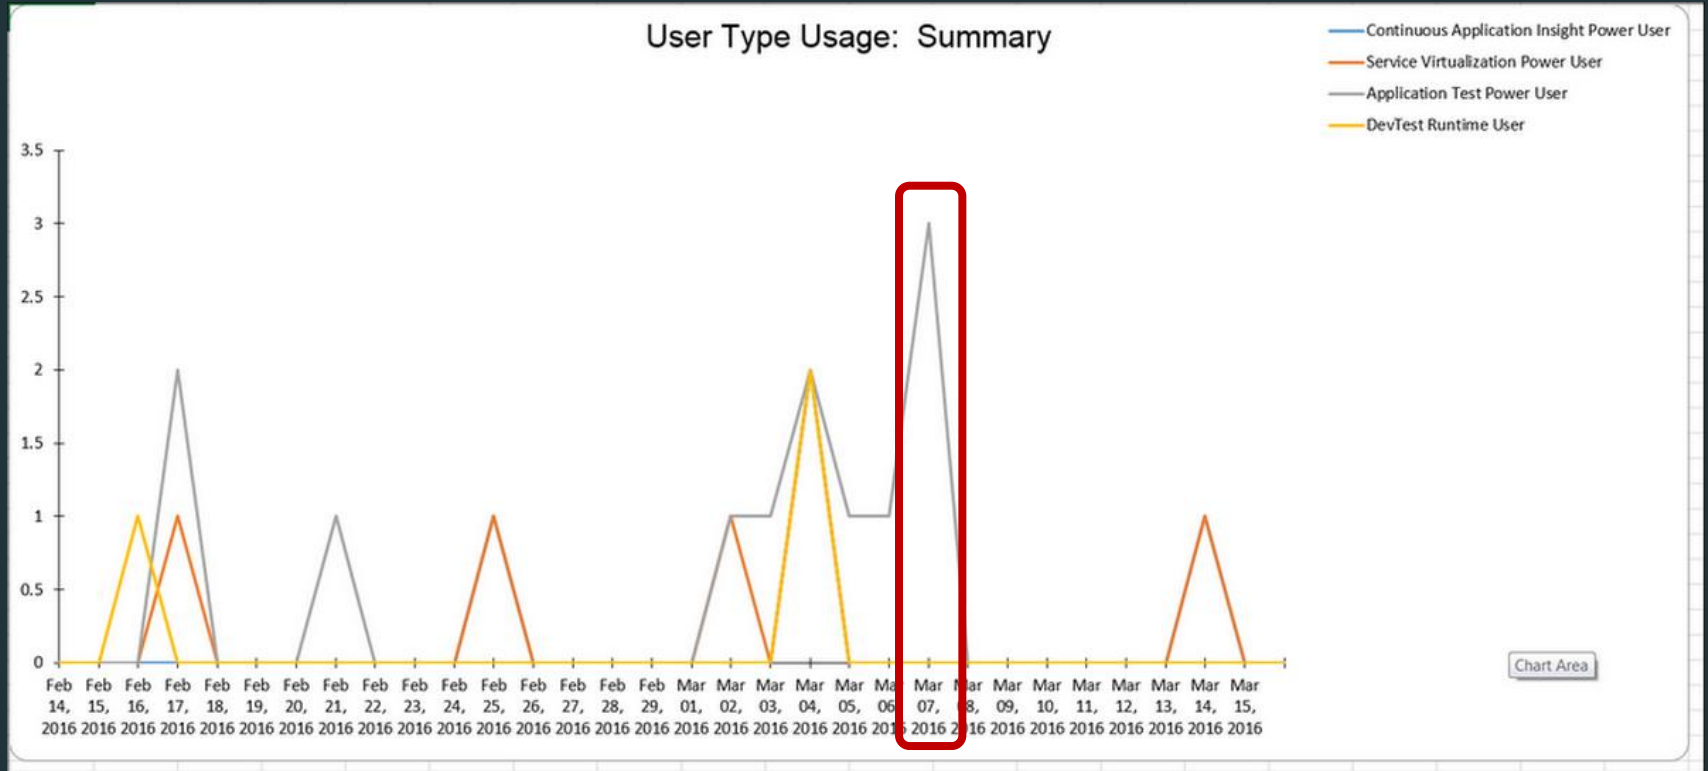 User Type Usage: Summary
Continuous Application Insight Power User
Service Virtualization Power User
Application Test Power User
DevTest Runtime User
3.5
3
2.5
2
1.5
1
0.5
0
Feb 14, 2016
Feb 15, 2016
Feb 16, 2016
Feb 17, 2016
Feb 18, 2016
Feb 19, 2016
Feb 20, 2016
Feb 21, 2016
Feb 22, 2016
Feb 23, 2016
Feb 24, 2016
Feb 25, 2016
Feb 26, 2016
Feb 27, 2016
Feb 28, 2016
Feb 29, 2016
Mar 01, 2016
Mar 02, 2016
Mar 03, 2016
Mar 04, 2016
Mar 05, 2016
Mar 06, 2016
Mar 07, 2016
Mar 08, 2016
Mar 09, 2016
Mar 10, 2016
Mar 11, 2016
Mar 12, 2016
Mar 13, 2016
Mar 14, 2016
Mar 15, 2016
Chart Area